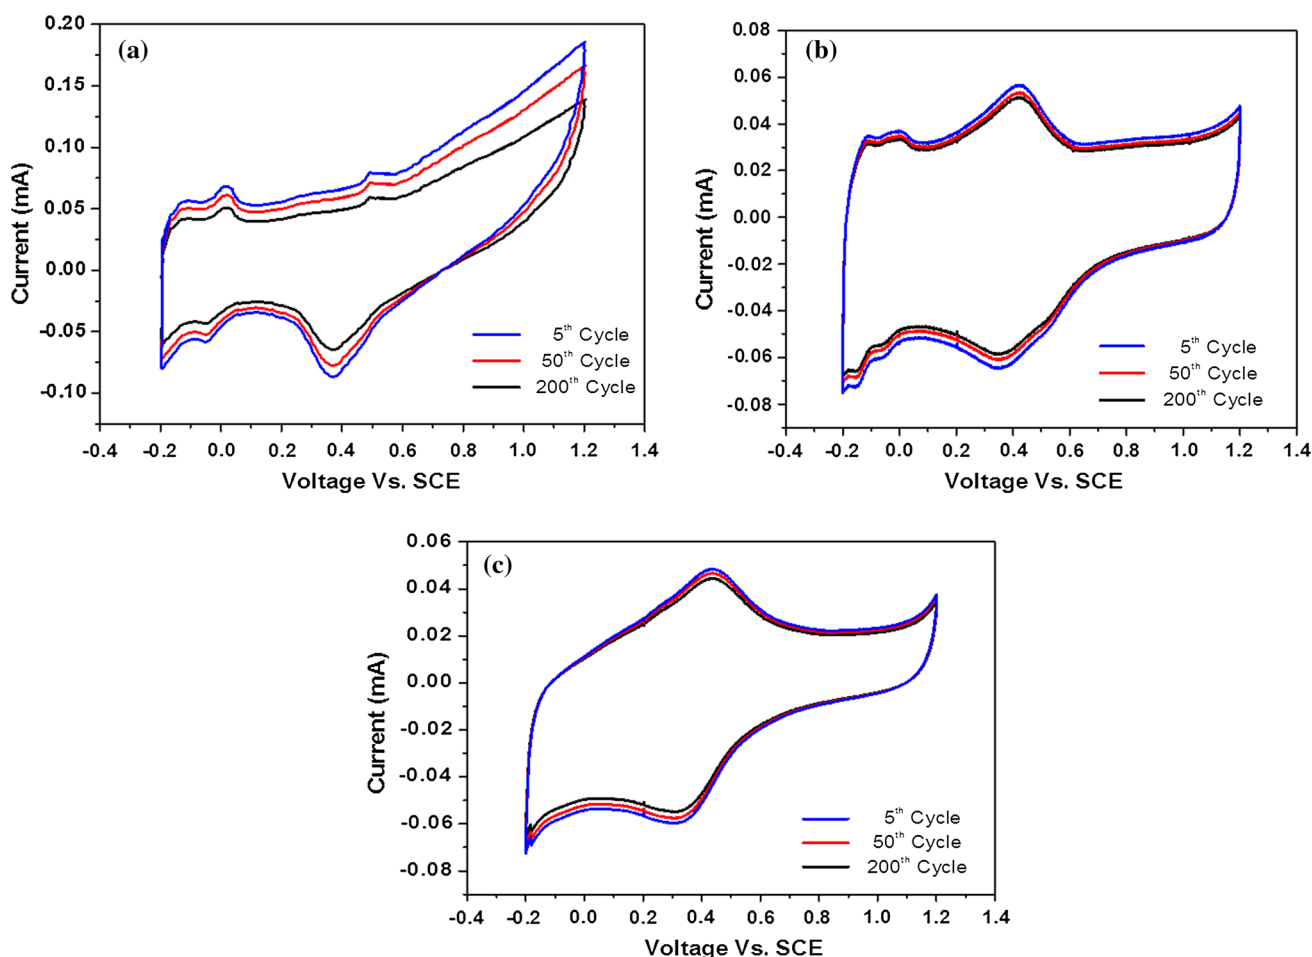 (a)
0.20
0.15
0.10
0.05
0.00
-0.05
-0.10
Current (mA)
-0.4 -0.2 0.0 0.2 0.4 0.6 0.8 1.0 1.2 1.4
Voltage Vs. SCE
5th Cycle
50th Cycle
200th Cycle
(b)
0.08
0.06
0.04
0.02
0.00
-0.02
-0.04
-0.06
-0.08
Current (mA)
-0.4 -0.2 0.0 0.2 0.4 0.6 0.8 1.0 1.2 1.4
Voltage Vs. SCE
5th Cycle
50th Cycle
200th Cycle
(c)
0.06
0.04
0.02
0.00
-0.02
-0.04
-0.06
-0.08
Current (mA)
-0.4 -0.2 0.0 0.2 0.4 0.6 0.8 1.0 1.2 1.4
Voltage Vs. SCE
5th Cycle
50th Cycle
200th Cycle